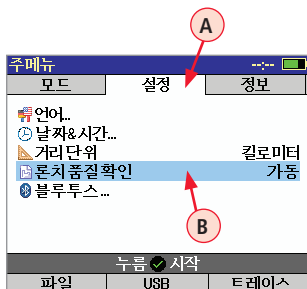 A
주메뉴 --:--
모드 설정 정보
언어...
날짜&시간...
거리단위 킬로미터
론치품질확인 가동
블루투스...
B
누름 시작
파일 USB 트레이스